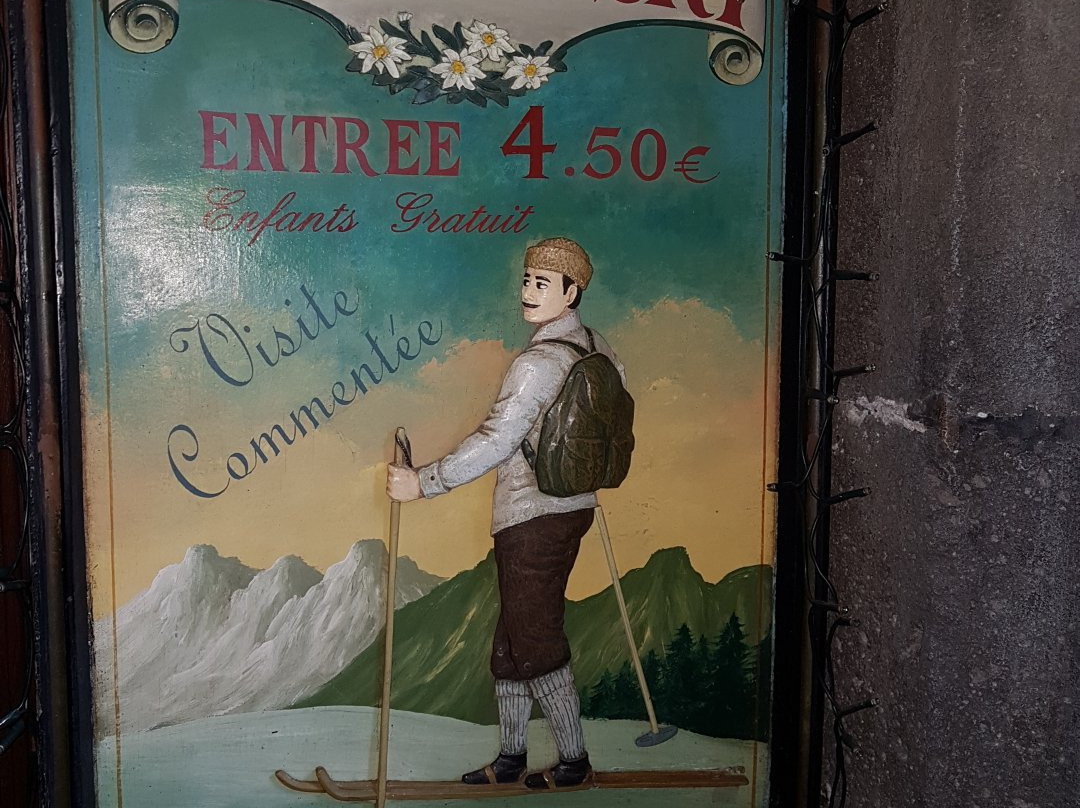 ENTREE 4.50€
Enfants Gratuit
Visite
Commentée